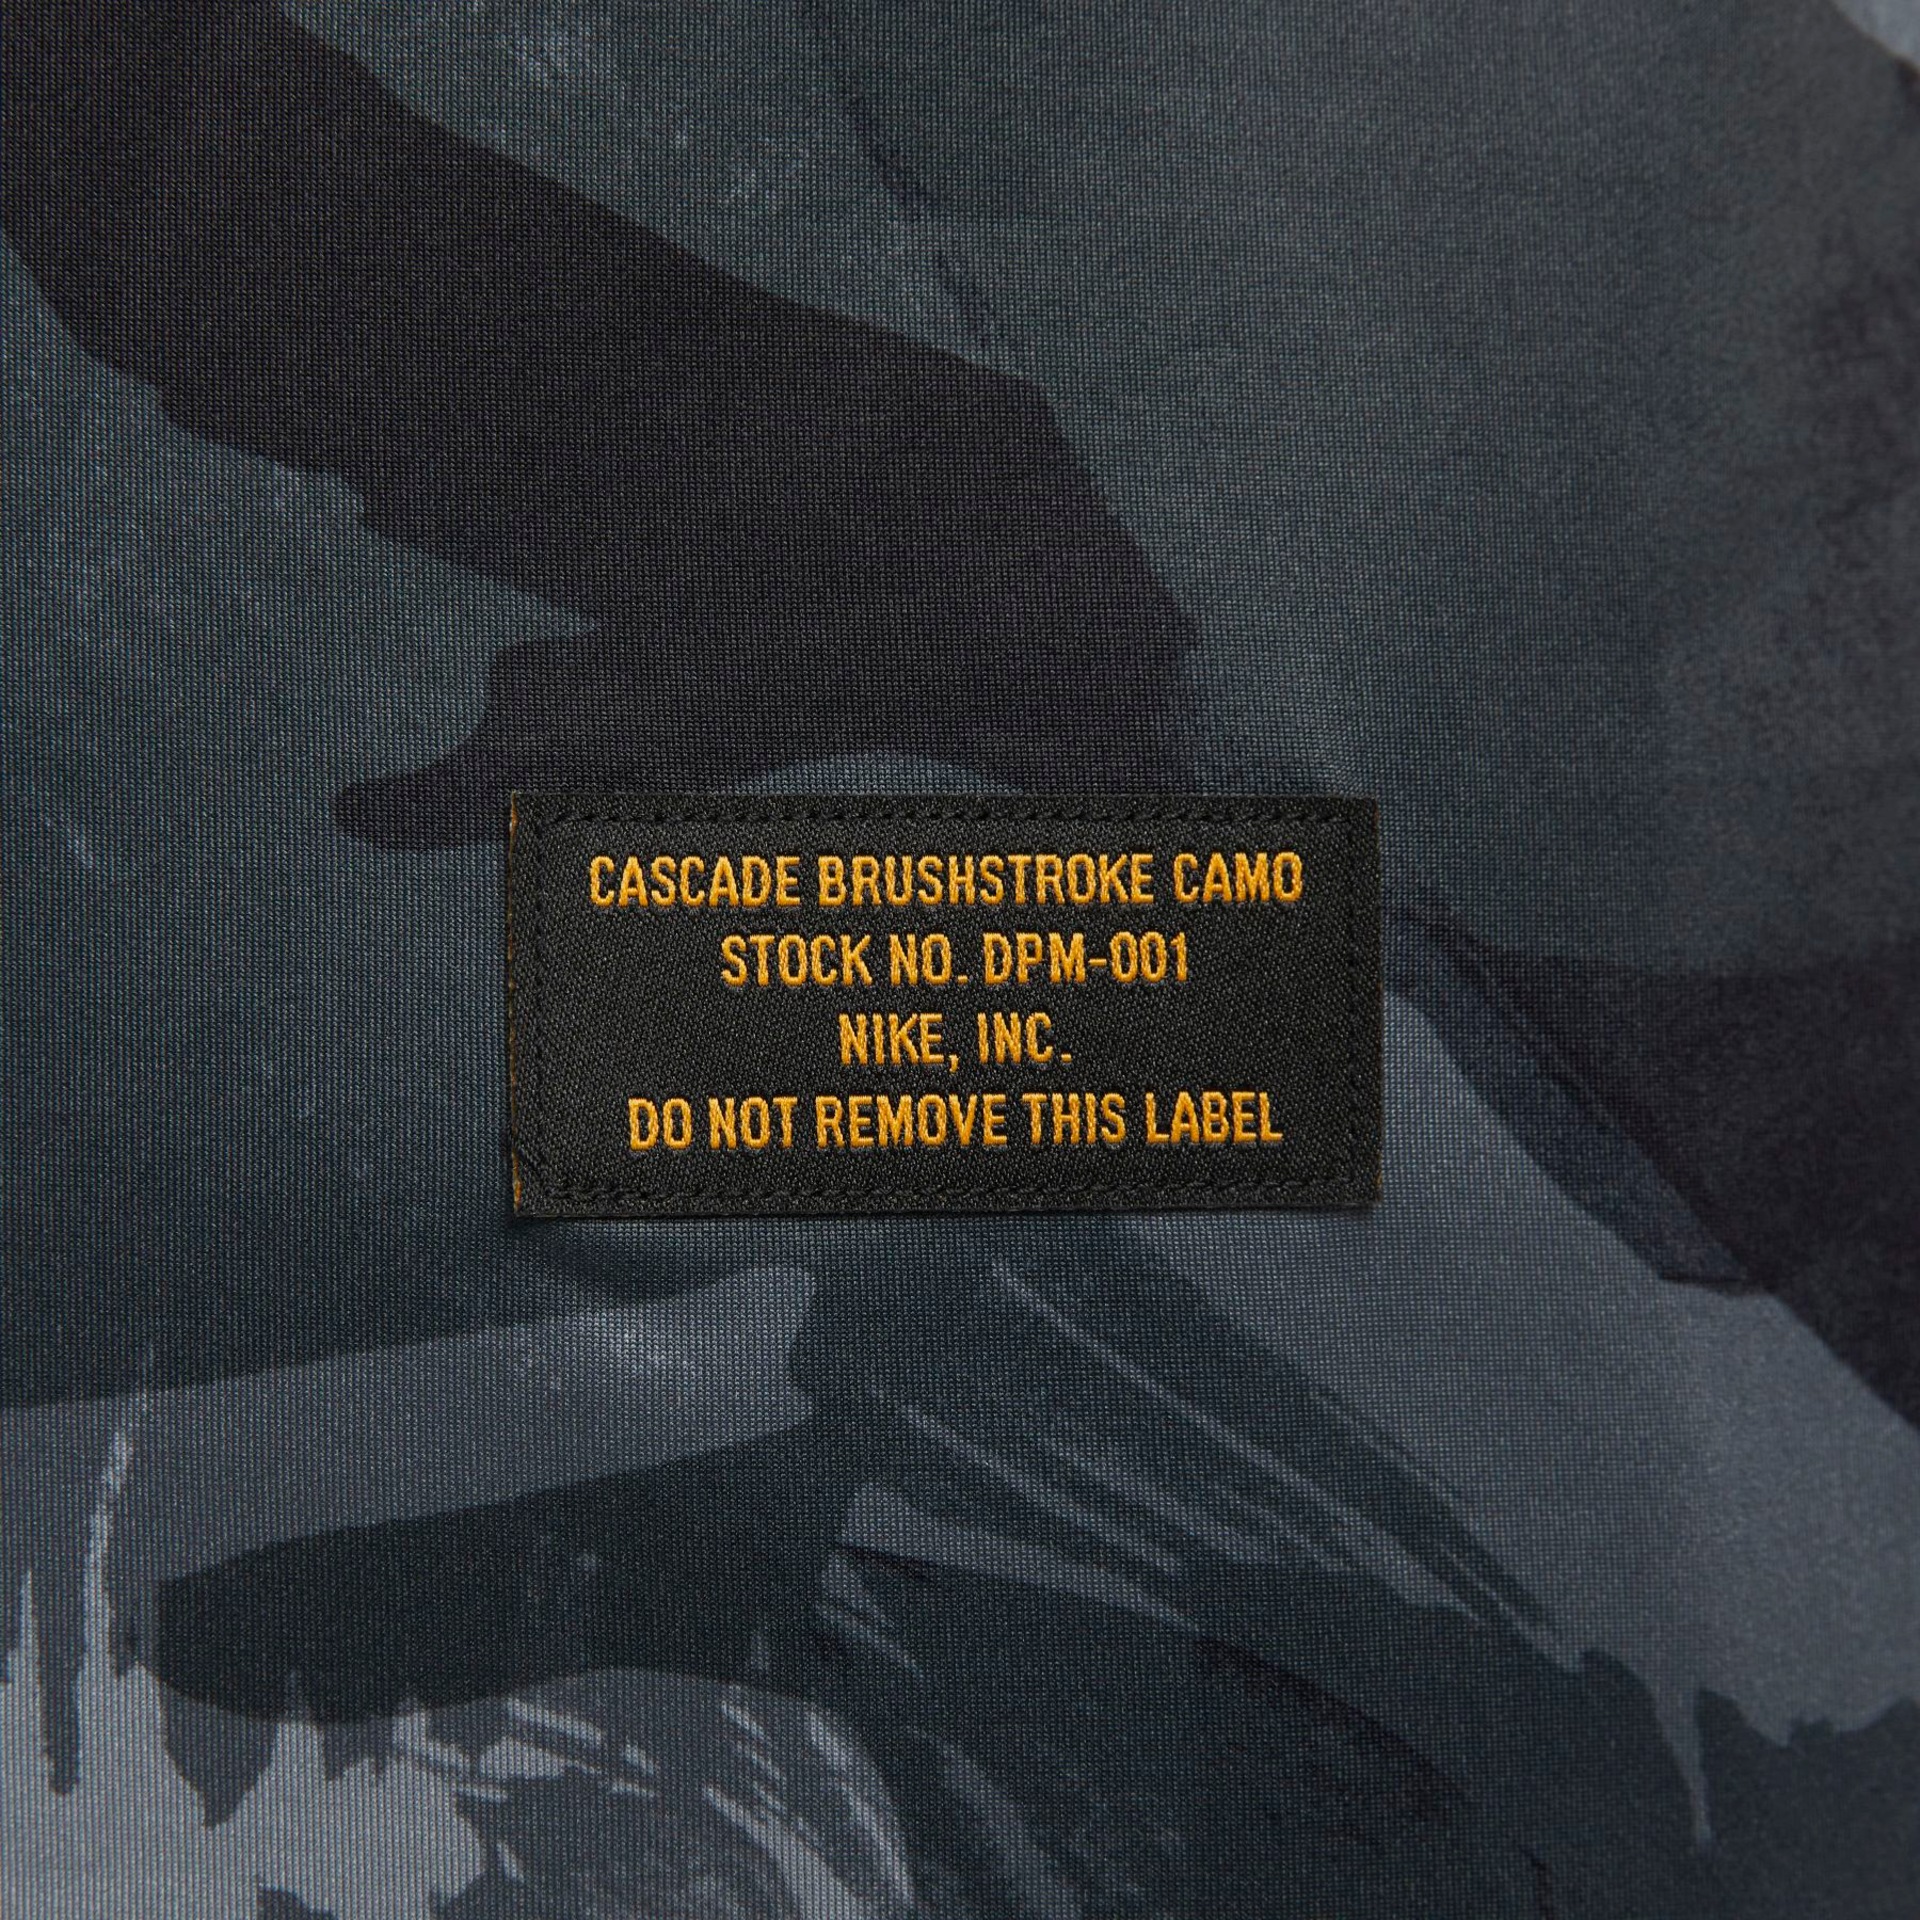 CASCADE BRUSHSTROKE CAMO
STOCK NO. DPM-001
NIKE, INC.
DO NOT REMOVE THIS LABEL